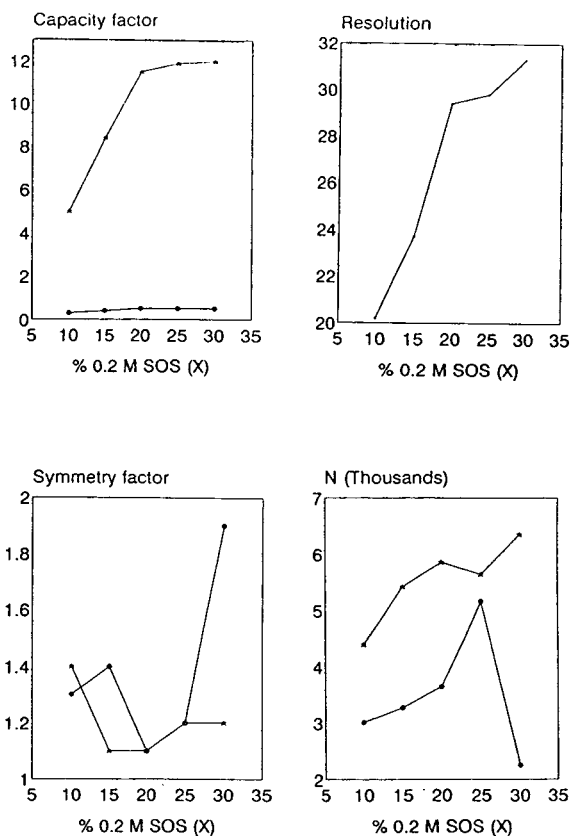 Capacity factor
12
10
8
6
4
2
0
5 10 15 20 25 30 35
% 0.2 M SOS (X)
Resolution
32
30
28
26
24
22
20
5 10 15 20 25 30 35
% 0.2 M SOS (X)
Symmetry factor
2
1.8
1.6
1.4
1.2
1
5 10 15 20 25 30 35
% 0.2 M SOS (X)
N (Thousands)
7
6
5
4
3
2
5 10 15 20 25 30 35
% 0.2 M SOS (X)